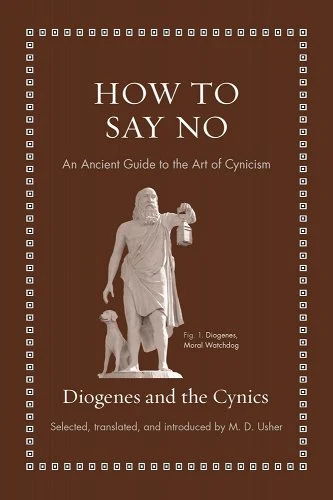 HOW TO
SAY NO
An Ancient Guide to the Art of Cynicism
Fig. 1. Diogenes,
Moral Watchdog
Diogenes and the Cynics
Selected, translated, and introduced by M. D. Usher